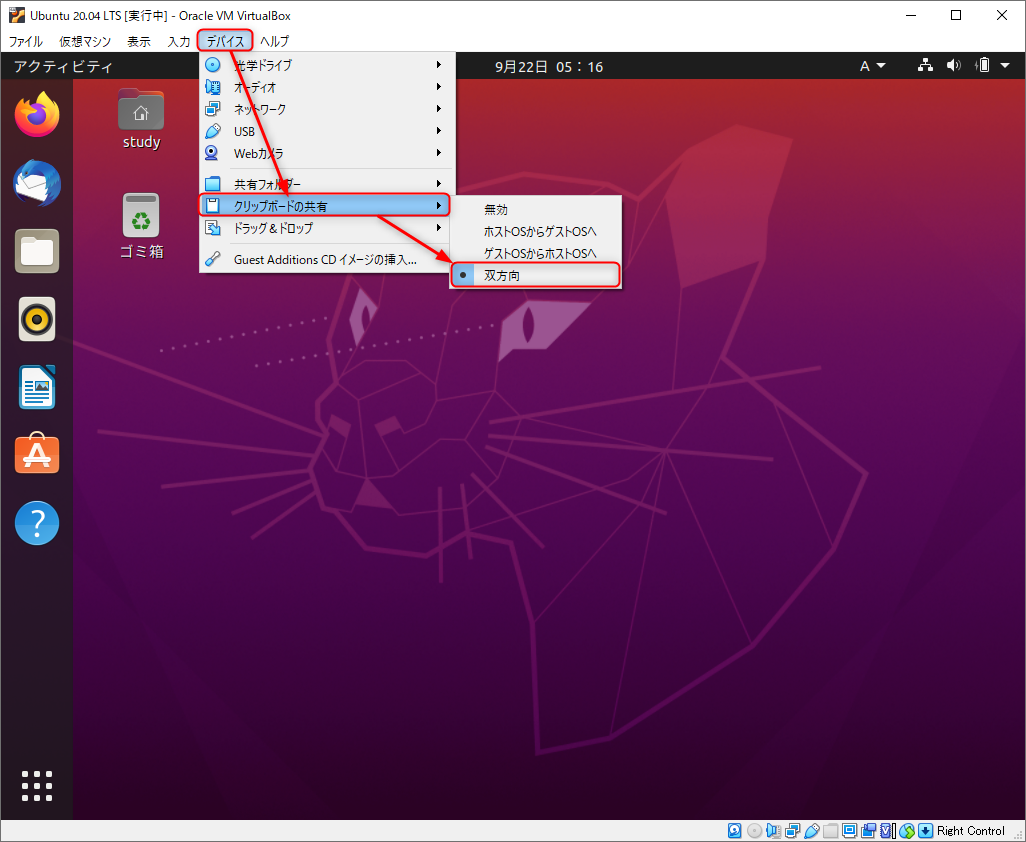 Ubuntu 20.04 LTS [実行中] - Oracle VM VirtualBox
ファイル 仮想マシン 表示 入力 デバイス ヘルプ
アクティビティ 9月22日 05：16 A
study
ゴミ箱
光学ドライブ
オーディオ
ネットワーク
USB
Webカメラ
共有フォルダー
クリップボードの共有
ドラッグ＆ドロップ
Guest Additions CD イメージの挿入...
無効
ホストOSからゲストOSへ
ゲストOSからホストOSへ
双方向
?
Right Control